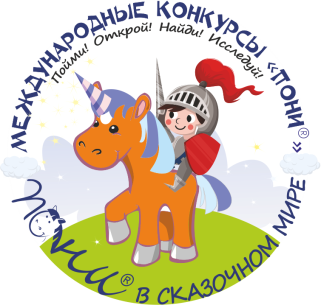 МЕЖДУНАРОДНЫЕ КОНКУРСЫ «ПОНИ®»
Пойми! Открой! Найди! Исследуй!
ПОНИ® В СКАЗОЧНОМ МИРЕ